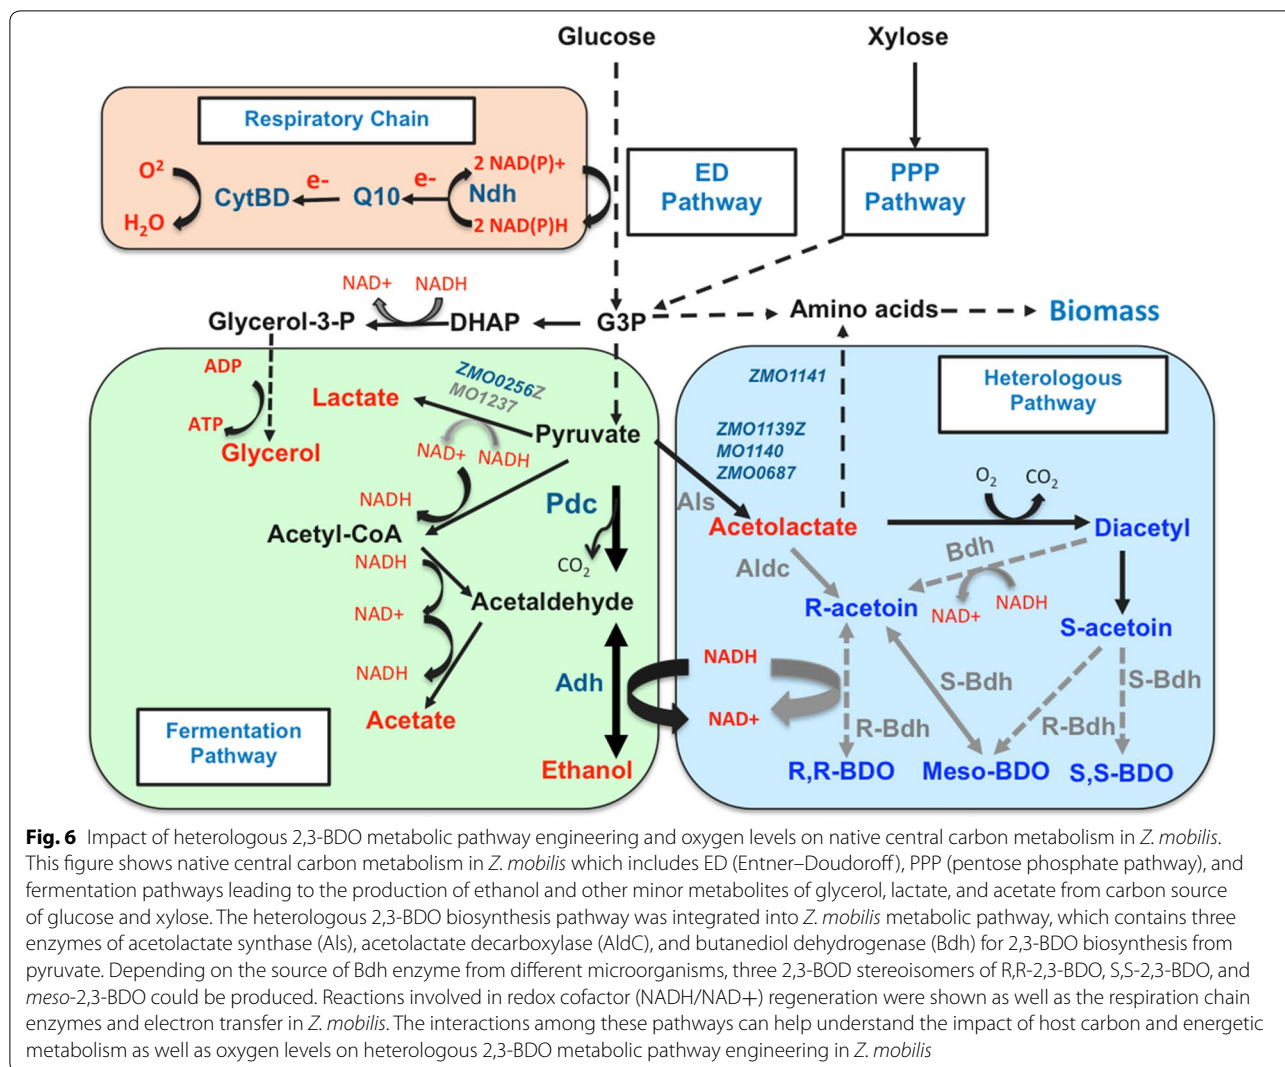 Glucose
Xylose
Respiratory Chain
O²
H₂O
CytBD
e-
Q10
e-
2 NAD(P)+
Ndh
2 NAD(P)H
ED
Pathway
PPP
Pathway
NAD+
NADH
Glycerol-3-P
DHAP
G3P
Amino acids
Biomass
ADP
ATP
Glycerol
Lactate
ZMO0256Z
MO1237
Pyruvate
NAD+
NADH
NADH
Acetyl-CoA
Pdc
CO₂
NADH
NAD+
Acetaldehyde
NADH
Acetate
Adh
Ethanol
Fermentation
Pathway
NADH
NAD+
ZMO1141
Heterologous
Pathway
ZMO1139Z
MO1140
ZMO0687
Als
Acetolactate
O₂
CO₂
Diacetyl
Aldc
Bdh
R-acetoin
NAD+
NADH
S-acetoin
S-Bdh
S-Bdh
R-Bdh
R-Bdh
R,R-BDO
Meso-BDO
S,S-BDO
Fig. 6 Impact of heterologous 2,3-BDO metabolic pathway engineering and oxygen levels on native central carbon metabolism in Z. mobilis.
This figure shows native central carbon metabolism in Z. mobilis which includes ED (Entner–Doudoroff), PPP (pentose phosphate pathway), and
fermentation pathways leading to the production of ethanol and other minor metabolites of glycerol, lactate, and acetate from carbon source
of glucose and xylose. The heterologous 2,3-BDO biosynthesis pathway was integrated into Z. mobilis metabolic pathway, which contains three
enzymes of acetolactate synthase (Als), acetolactate decarboxylase (AldC), and butanediol dehydrogenase (Bdh) for 2,3-BDO biosynthesis from
pyruvate. Depending on the source of Bdh enzyme from different microorganisms, three 2,3-BOD stereoisomers of R,R-2,3-BDO, S,S-2,3-BDO, and
meso-2,3-BDO could be produced. Reactions involved in redox cofactor (NADH/NAD+) regeneration were shown as well as the respiration chain
enzymes and electron transfer in Z. mobilis. The interactions among these pathways can help understand the impact of host carbon and energetic
metabolism as well as oxygen levels on heterologous 2,3-BDO metabolic pathway engineering in Z. mobilis